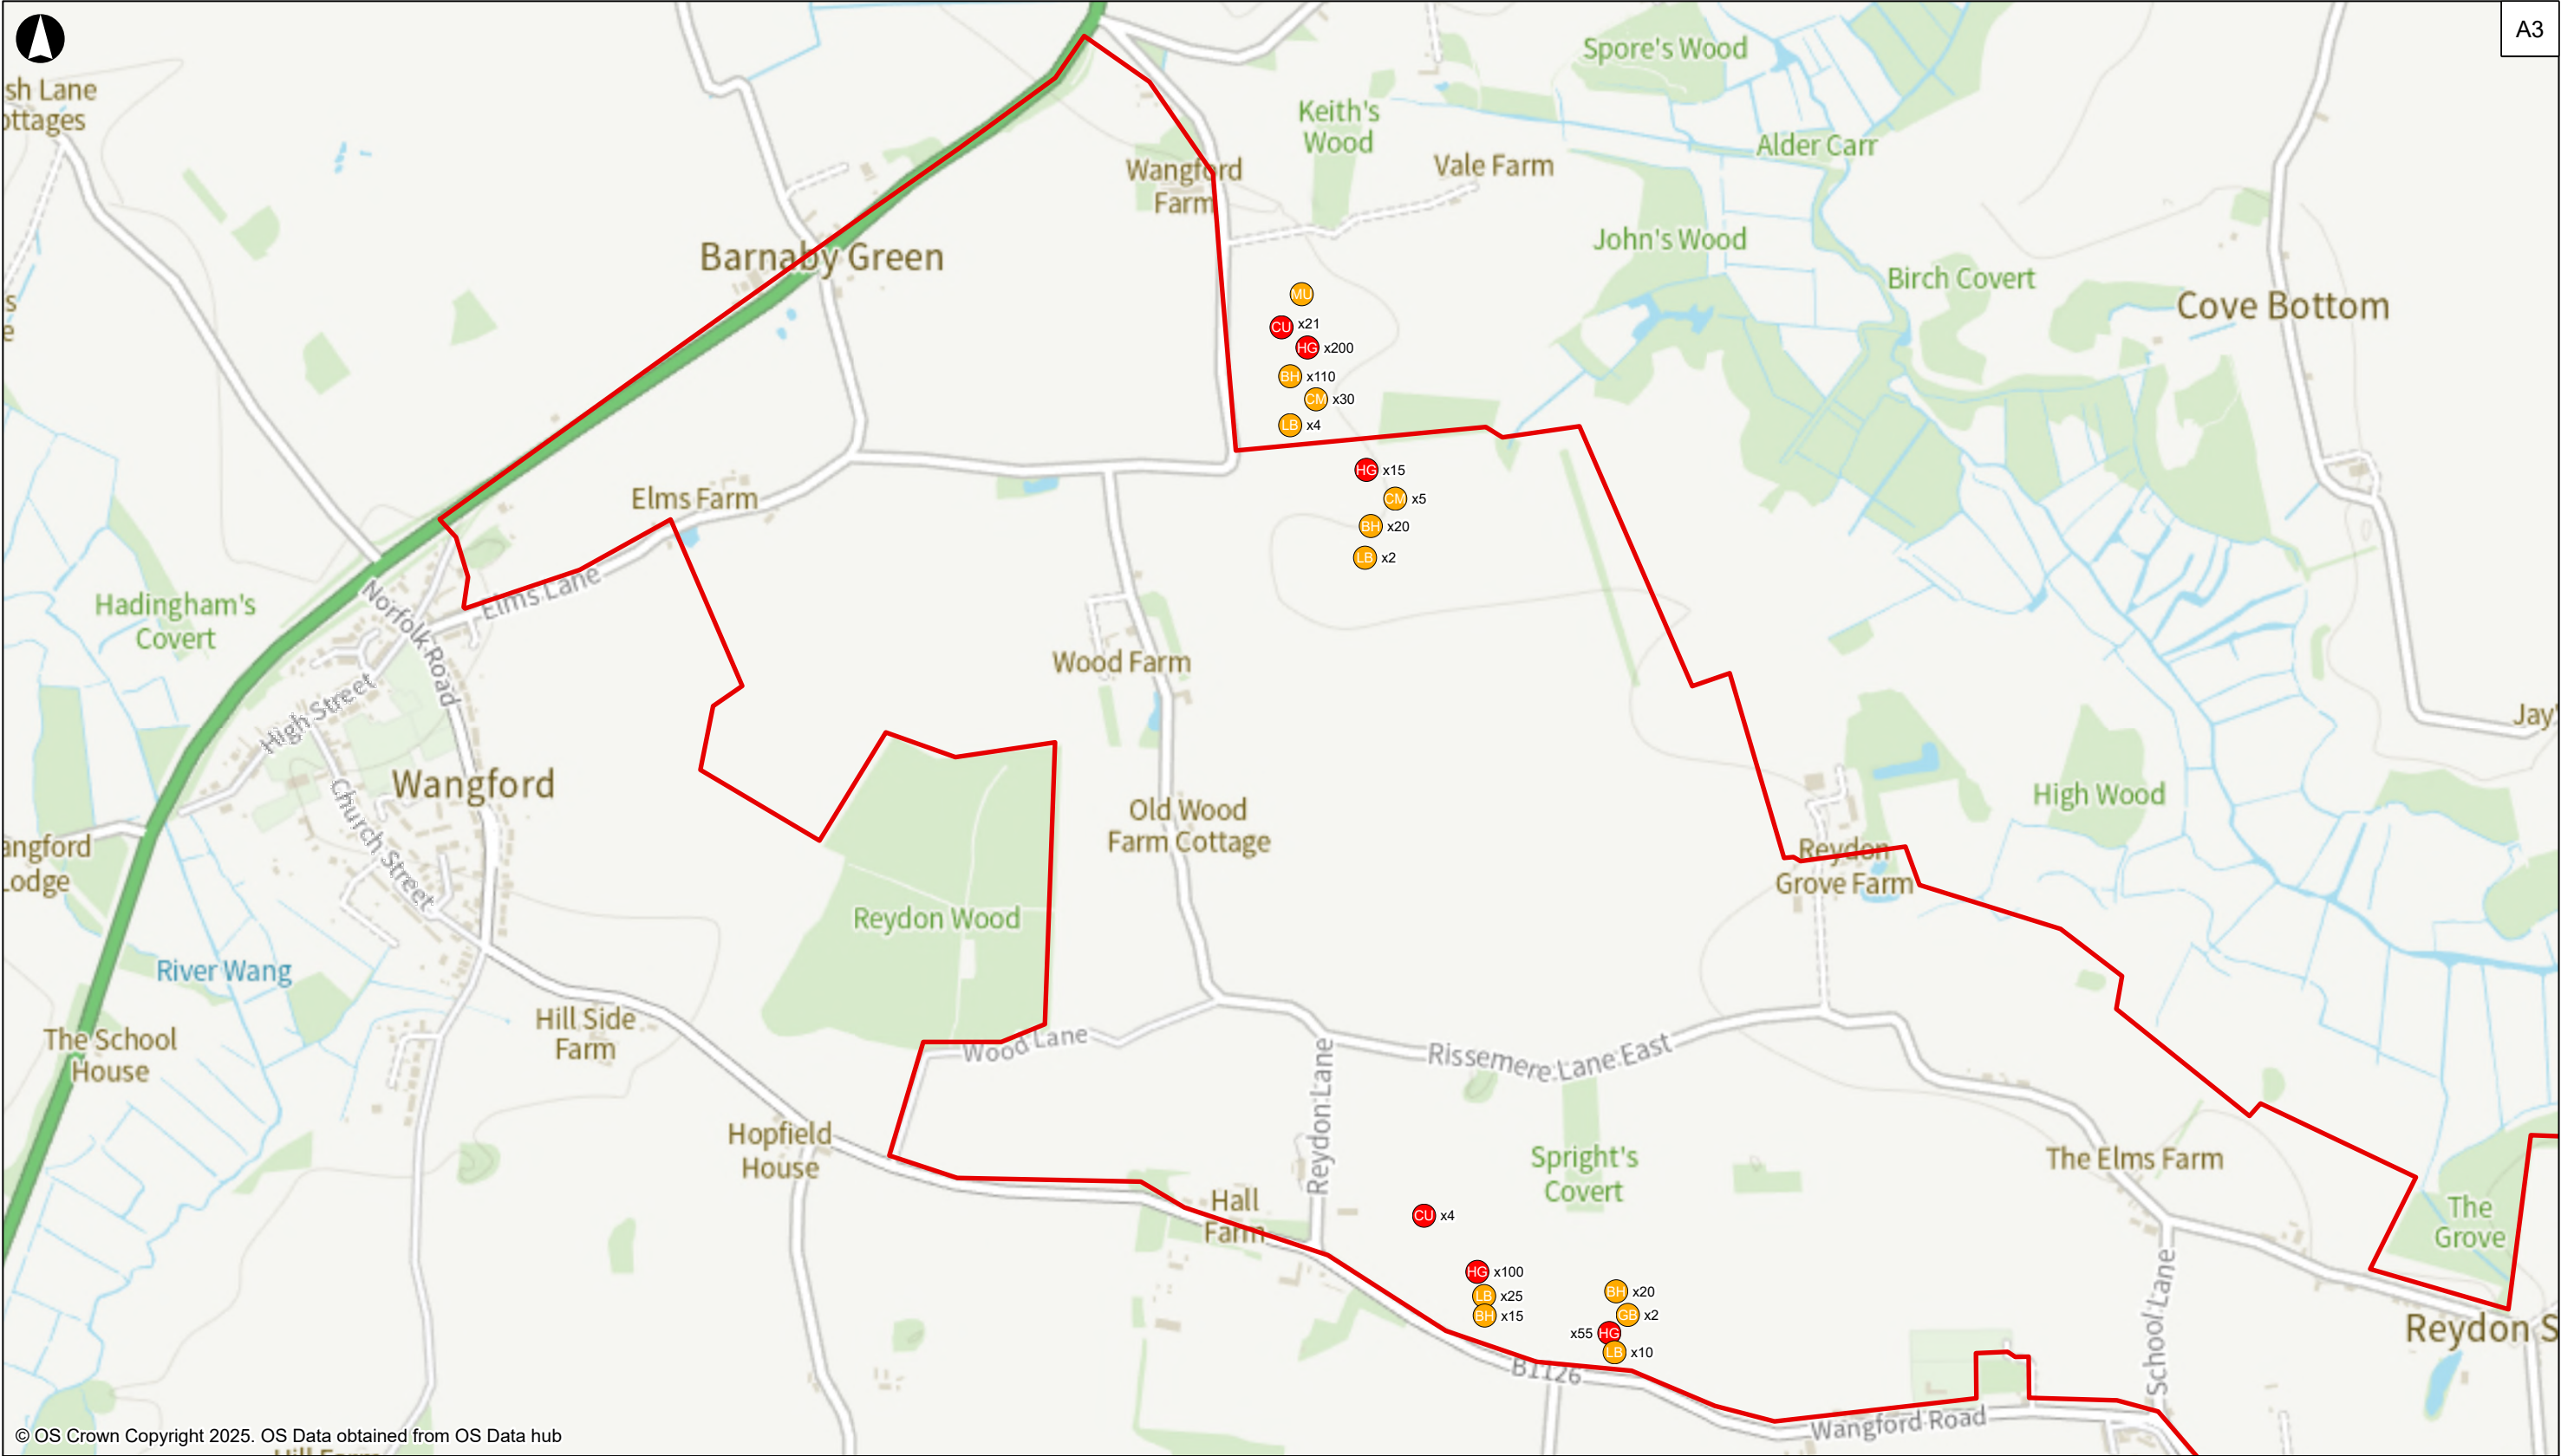 A3
Spore's Wood
sh Lane
ottages
Keith's
Wood
Alder Carr
Wangford
Farm
Vale Farm
John's Wood
Barnaby Green
Birch Covert
Cove Bottom
s
e
MU
CU x21
HG x200
BH x110
CM x30
LB x4
HG x15
CM x5
BH x20
LB x2
Elms Farm
Elms Lane
Hadingham's
Covert
Norfolk Road
Wood Farm
High Street
Jay'
Wangford
Church Street
Old Wood
Farm Cottage
High Wood
angford
Lodge
Reydon
Grove Farm
Reydon Wood
River Wang
Hill Side
Farm
The School
House
Wood Lane
Rissemere Lane East
Reydon Lane
Hopfield
House
Spright's
Covert
The Elms Farm
Hall
Farm
CU x4
The
Grove
HG x100
LB x25
BH x15
BH x20
GB x2
x55 HG
LB x10
School Lane
Reydon S
B1126
Wangford Road
© OS Crown Copyright 2025. OS Data obtained from OS Data hub
Hill Farm